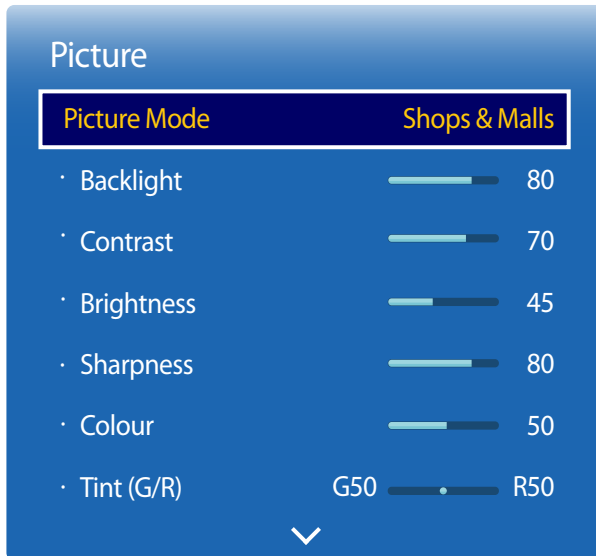 Picture
Picture Mode Shops & Malls
· Backlight 80
· Contrast 70
· Brightness 45
· Sharpness 80
· Colour 50
· Tint (G/R) G50 R50